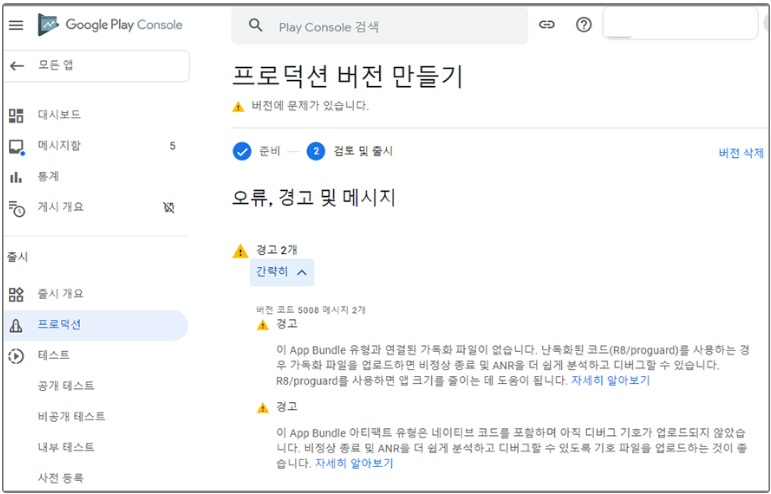 Google Play Console
Play Console 검색
모든 앱
대시보드
메시지함 5
통계
게시 개요
출시
출시 개요
프로덕션
테스트
공개 테스트
비공개 테스트
내부 테스트
사전 등록
프로덕션 버전 만들기
버전에 문제가 있습니다.
준비 — 2 검토 및 출시
버전 삭제
오류, 경고 및 메시지
경고 2개
간략히
버전 코드 5008 메시지 2개
경고
이 App Bundle 유형과 연결된 가독화 파일이 없습니다. 난독화된 코드(R8/proguard)를 사용하는 경
우 가독화 파일을 업로드하면 비정상 종료 및 ANR을 더 쉽게 분석하고 디버그할 수 있습니다.
R8/proguard를 사용하면 앱 크기를 줄이는 데 도움이 됩니다. 자세히 알아보기
경고
이 App Bundle 아티팩트 유형은 네이티브 코드를 포함하며 아직 디버그 기호가 업로드되지 않았습
니다. 비정상 종료 및 ANR을 더 쉽게 분석하고 디버그할 수 있도록 기호 파일을 업로드하는 것이 좋
습니다. 자세히 알아보기